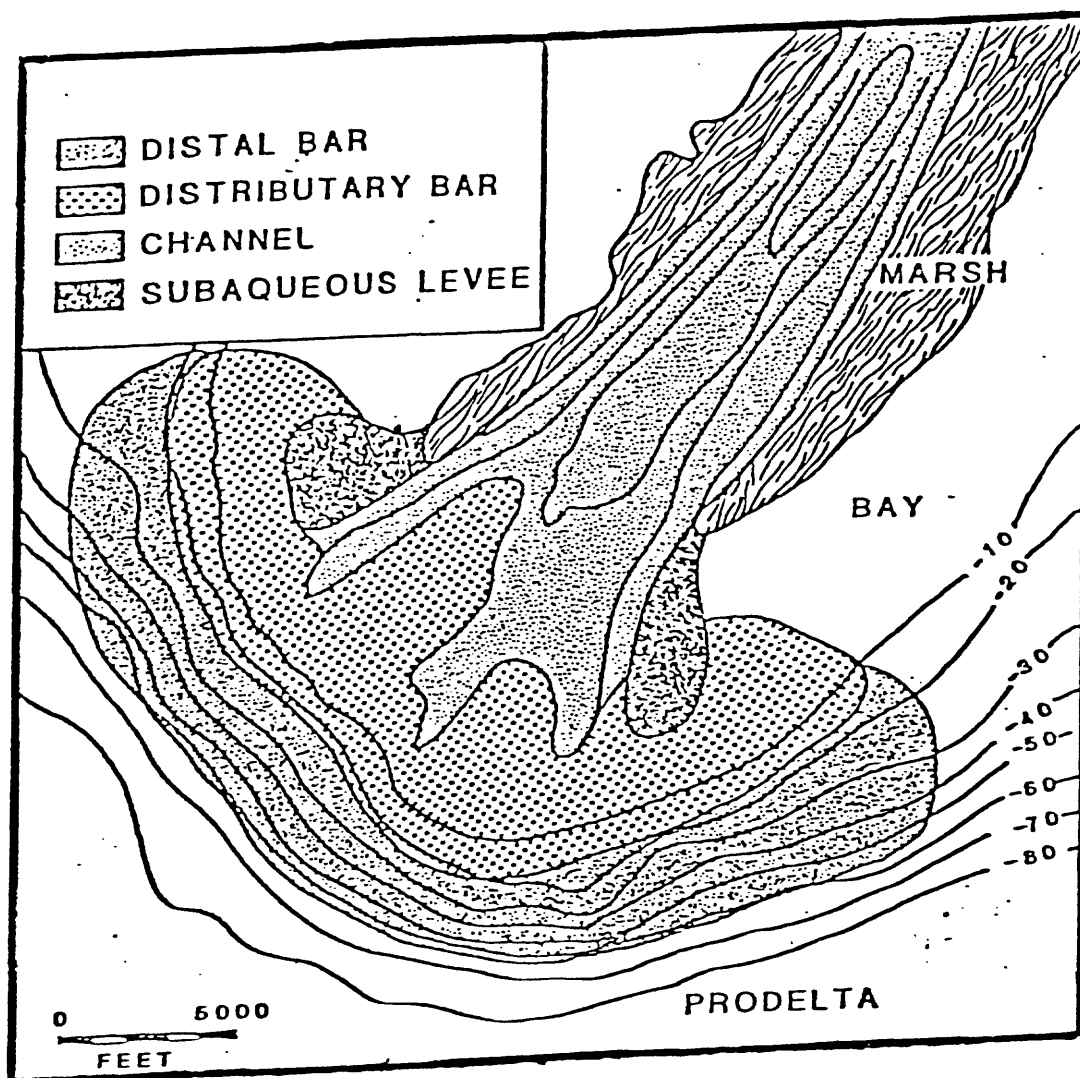 DISTAL BAR
DISTRIBUTARY BAR
CHANNEL
SUBAQUEOUS LEVEE
MARSH
BAY
-10
-20
-30
-40
-50-
-60
-70
-80
PRODELTA
0 5000
FEET